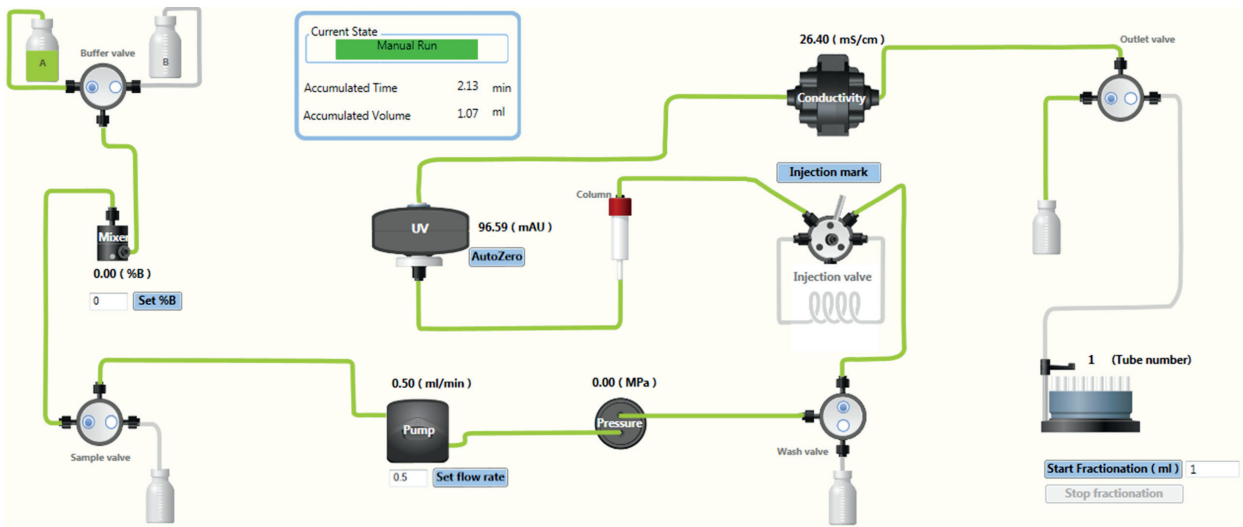 Buffer valve
A
B
Current State
Manual Run
Accumulated Time 2.13 min
Accumulated Volume 1.07 ml
26.40 ( mS/cm )
Conductivity
Outlet valve
Injection mark
Column
UV
96.59 ( mAU )
AutoZero
Injection valve
Mixer
0.00 ( %B )
0 Set %B
0.50 ( ml/min )
Pump
0.5 Set flow rate
0.00 ( MPa )
Pressure
Sample valve
Wash valve
1 (Tube number)
Start Fractionation ( ml ) 1
Stop fractionation